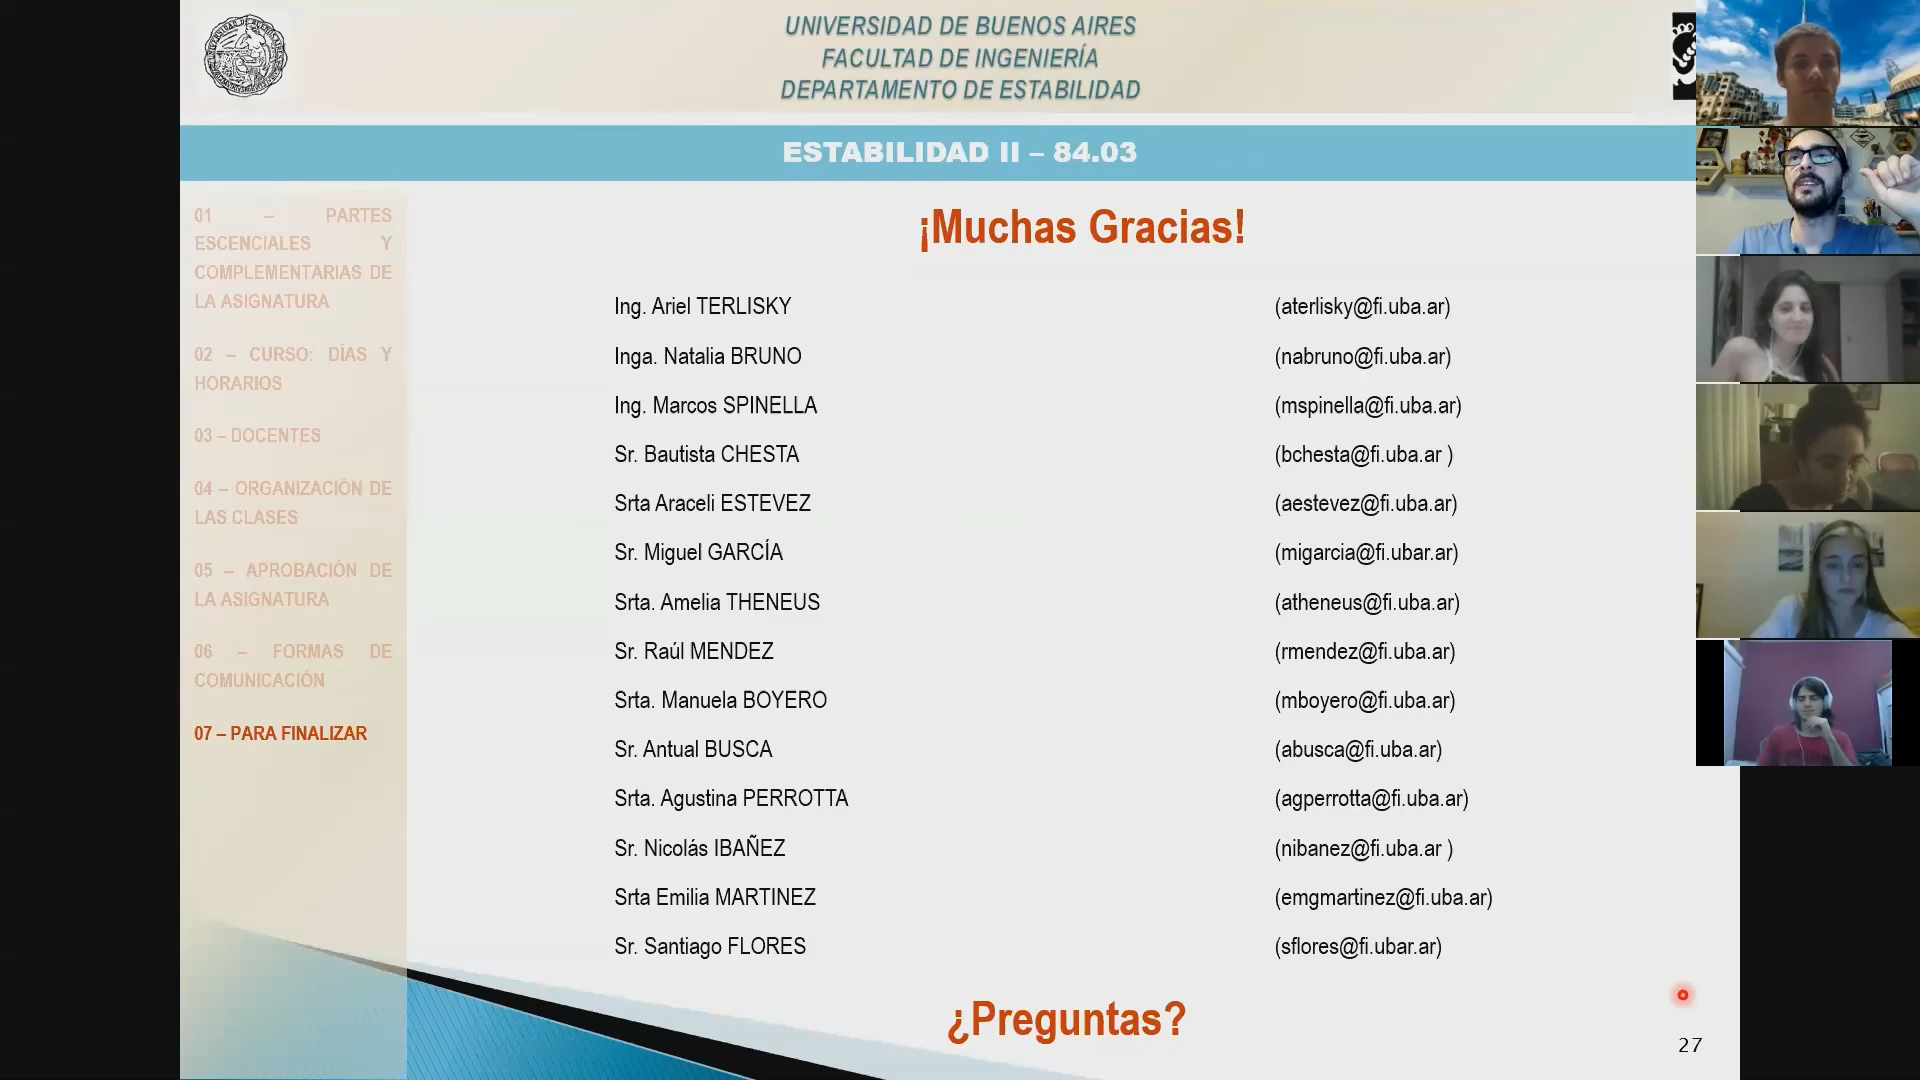 UNIVERSIDAD DE BUENOS AIRES
FACULTAD DE INGENIERÍA
DEPARTAMENTO DE ESTABILIDAD
ESTABILIDAD II – 84.03
01 – PARTES
ESCENCIALES Y
COMPLEMENTARIAS DE
LA ASIGNATURA
02 – CURSO: DÍAS Y
HORARIOS
03 – DOCENTES
04 – ORGANIZACIÓN DE
LAS CLASES
05 – APROBACIÓN DE
LA ASIGNATURA
06 – FORMAS DE
COMUNICACIÓN
07 – PARA FINALIZAR
¡Muchas Gracias!
Ing. Ariel TERLISKY (aterlisky@fi.uba.ar)
Inga. Natalia BRUNO (nabruno@fi.uba.ar)
Ing. Marcos SPINELLA (mspinella@fi.uba.ar)
Sr. Bautista CHESTA (bchesta@fi.uba.ar )
Srta Araceli ESTEVEZ (aestevez@fi.uba.ar)
Sr. Miguel GARCÍA (migarcia@fi.ubar.ar)
Srta. Amelia THENEUS (atheneus@fi.uba.ar)
Sr. Raúl MENDEZ (rmendez@fi.uba.ar)
Srta. Manuela BOYERO (mboyero@fi.uba.ar)
Sr. Antual BUSCA (abusca@fi.uba.ar)
Srta. Agustina PERROTTA (agperrotta@fi.uba.ar)
Sr. Nicolás IBAÑEZ (nibanez@fi.uba.ar )
Srta Emilia MARTINEZ (emgmartinez@fi.uba.ar)
Sr. Santiago FLORES (sflores@fi.ubar.ar)
¿Preguntas?
27